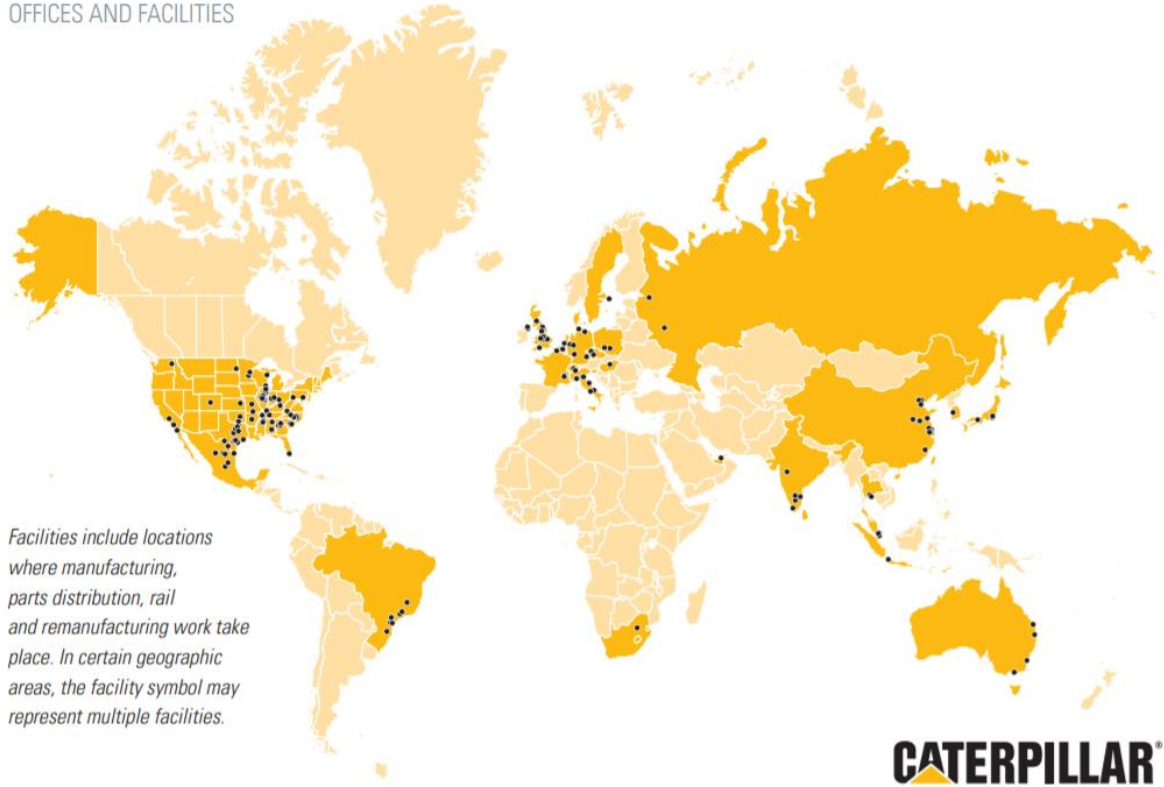 OFFICES AND FACILITIES
Facilities include locations
where manufacturing,
parts distribution, rail
and remanufacturing work take
place. In certain geographic
areas, the facility symbol may
represent multiple facilities.
CATERPILLAR®